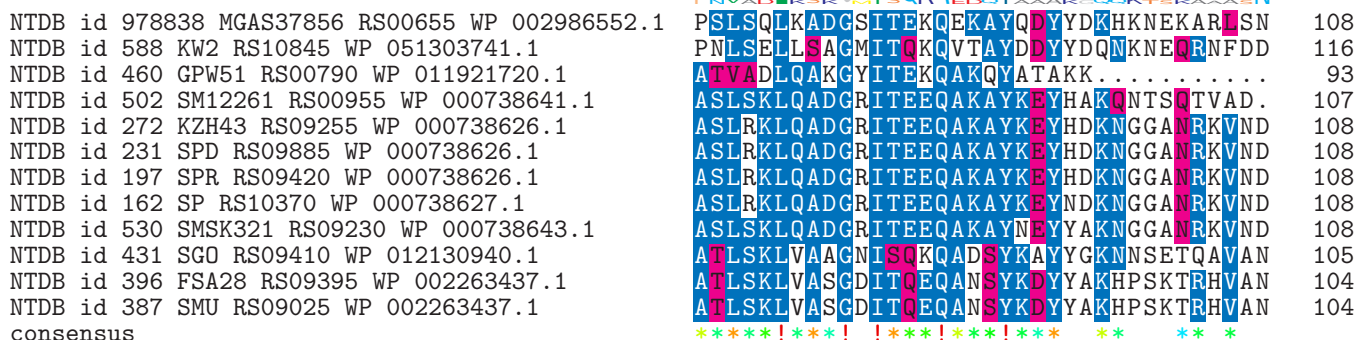 NTDB id 978838 MGAS37856 RS00655 WP 002986552.1 PSLSQLKADGSITEKQEKAYQDYYDKHKNEKARLSN 108
NTDB id 588 KW2 RS10845 WP 051303741.1 PNLSELLSAGMITQKQVTAYDDYYDQNKNEQRNFDD 116
NTDB id 460 GPW51 RS00790 WP 011921720.1 ATVADLQAKGYITEKQAKQYATAKK........... 93
NTDB id 502 SM12261 RS00955 WP 000738641.1 ASLSKLQADGRITEEQAKAYKEYHAKQNTSQTVAD. 107
NTDB id 272 KZH43 RS09255 WP 000738626.1 ASLRKLQADGRITEEQAKAYKEYHDKNGGANRKVND 108
NTDB id 231 SPD RS09885 WP 000738626.1 ASLRKLQADGRITEEQAKAYKEYHDKNGGANRKVND 108
NTDB id 197 SPR RS09420 WP 000738626.1 ASLRKLQADGRITEEQAKAYKEYHDKNGGANRKVND 108
NTDB id 162 SP RS10370 WP 000738627.1 ASLRKLQADGRITEEQAKAYKEYNDKNGGANRKVND 108
NTDB id 530 SMSK321 RS09230 WP 000738643.1 ASLSKLQADGRITEEQAKAYNEYYAKNGGANRKVND 108
NTDB id 431 SGO RS09410 WP 012130940.1 ATLSKLVAAGNISQKQADSYKAYYGKNNSETQAVAN 105
NTDB id 396 FSA28 RS09395 WP 002263437.1 ATLSKLVASGDITQEQANSYKDYYAKHPSKTRHVAN 104
NTDB id 387 SMU RS09025 WP 002263437.1 ATLSKLVASGDITQEQANSYKDYYAKHPSKTRHVAN 104
consensus *****!***! !***!***!*** ** ** *